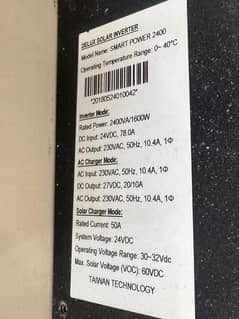 DELUX SOLAR INVERTER
Model Name: SMART POWER 2400
Operating Temperature Range: 0~ 40°C
*20180524010042*
Inverter Mode:
Rated Power: 2400VA/1600W
DC Input: 24VDC, 78.0A
AC Output: 230VAC, 50Hz, 10.4A, 1Φ
AC Charger Mode:
AC Input: 230VAC, 50Hz, 10.4A, 1Φ
DC Output: 27VDC, 20/10A
AC Output: 230VAC, 50Hz, 10.4A, 1Φ
Solar Charger Mode:
Rated Current: 50A
System Voltage: 24VDC
Operating Voltage Range: 30~32Vdc
Max. Solar Voltage (VOC): 60VDC
TAIWAN TECHNOLOGY